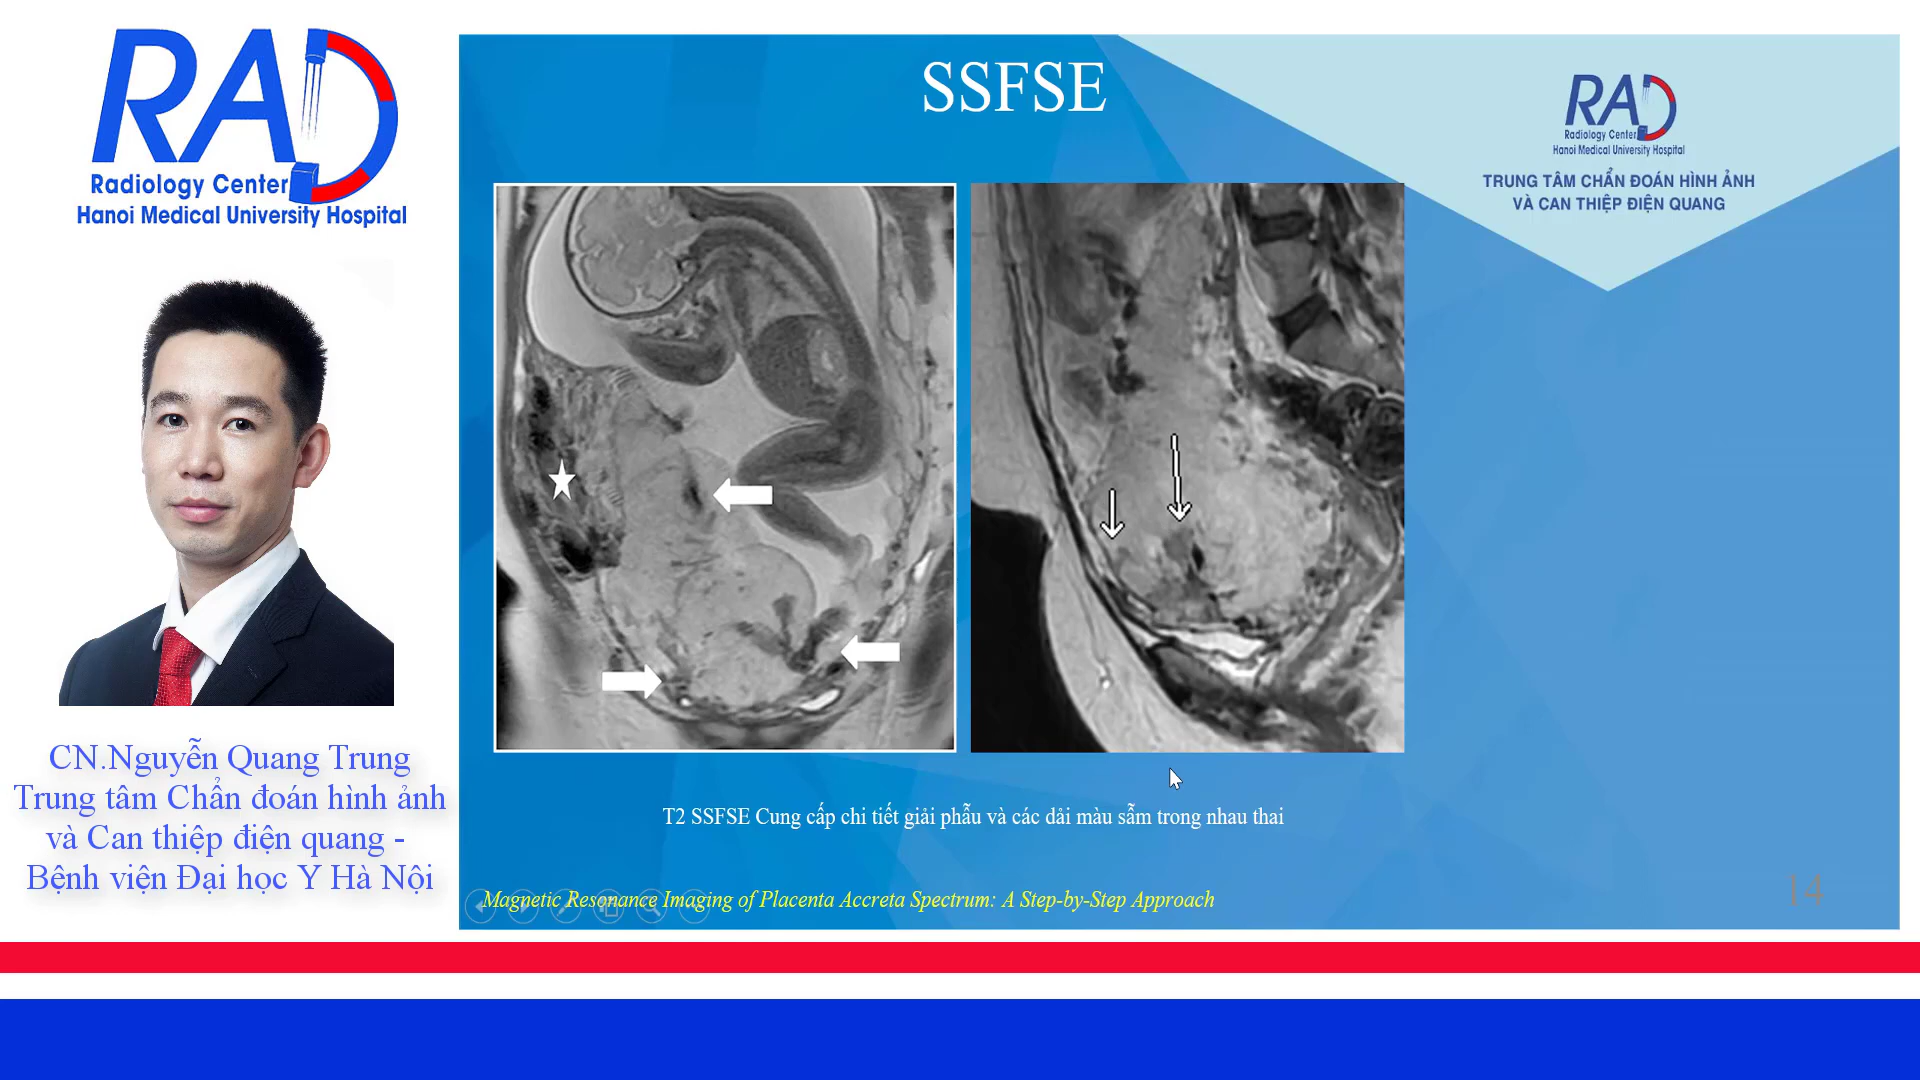 RAD
Radiology Center
Hanoi Medical University Hospital
CN.Nguyễn Quang Trung
Trung tâm Chẩn đoán hình ảnh
và Can thiệp điện quang -
Bệnh viện Đại học Y Hà Nội
SSFSE
RAD
Radiology Center
Hanoi Medical University Hospital
TRUNG TÂM CHẨN ĐOÁN HÌNH ẢNH
VÀ CAN THIỆP ĐIỆN QUANG
T2 SSFSE Cung cấp chi tiết giải phẫu và các dải màu sẫm trong nhau thai
Magnetic Resonance Imaging of Placenta Accreta Spectrum: A Step-by-Step Approach
14